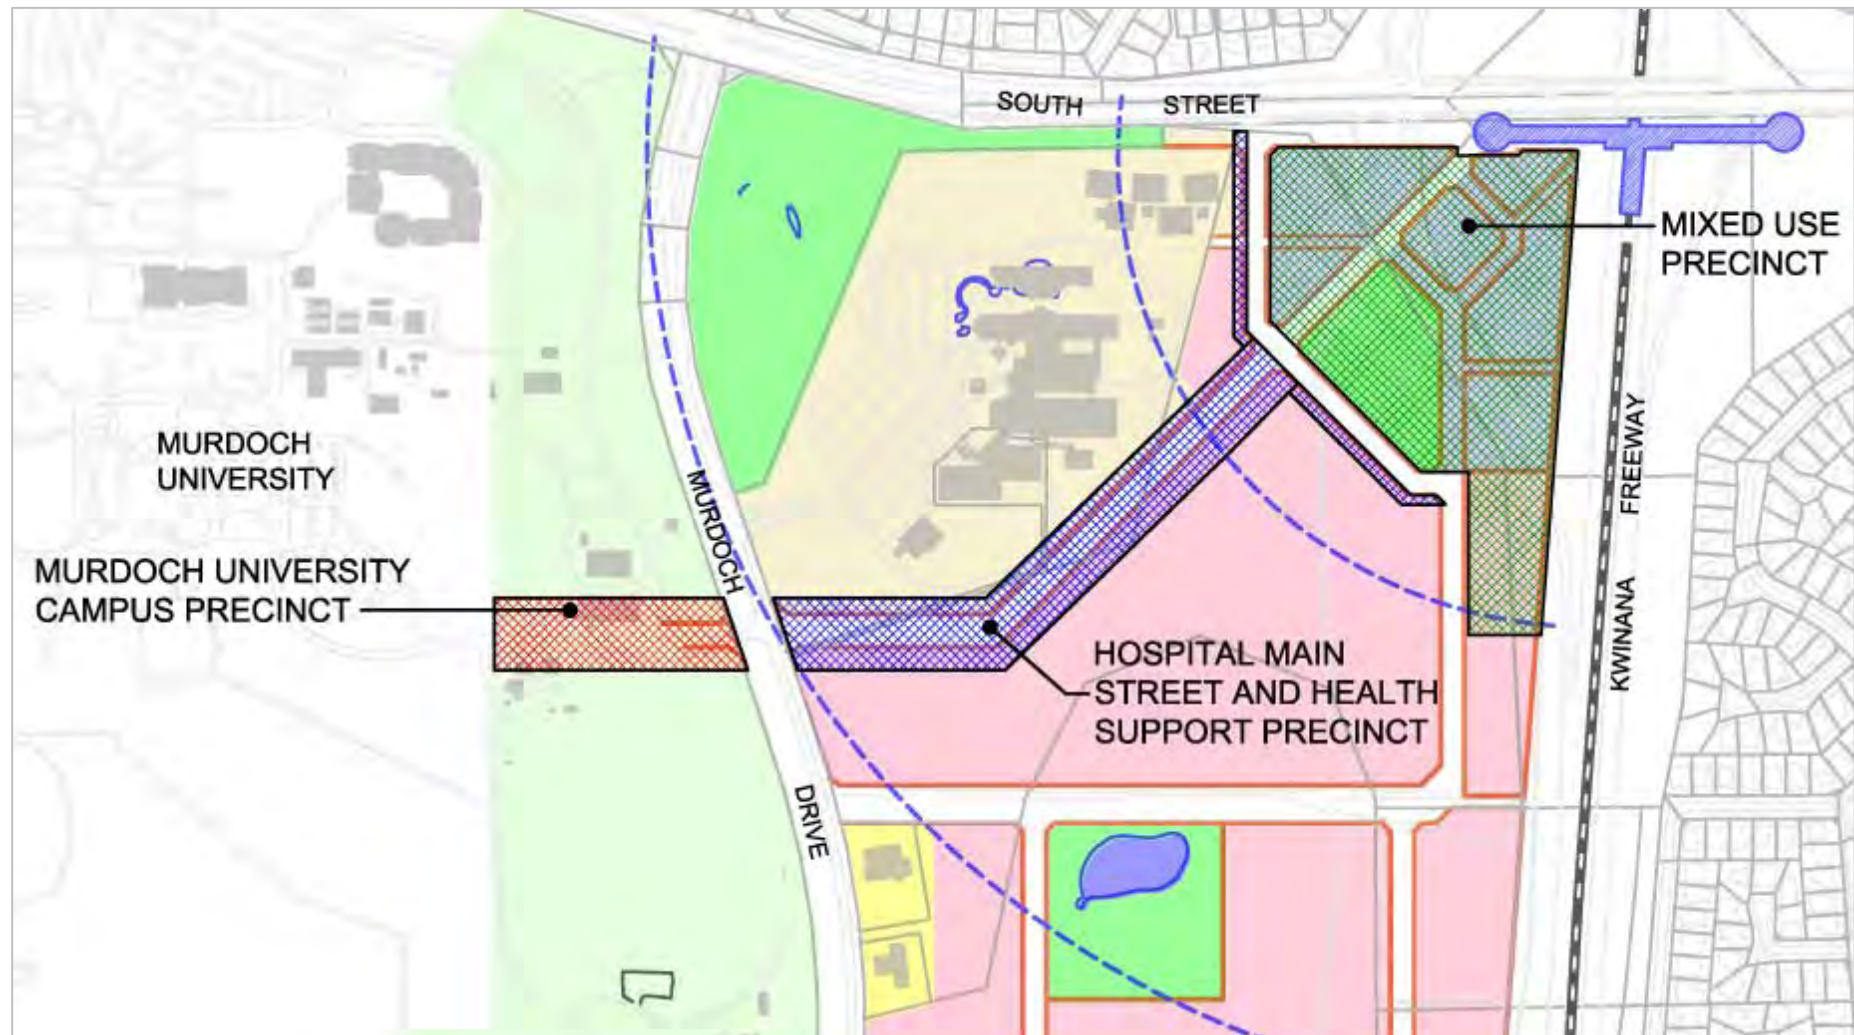 SOUTH STREET
MIXED USE
PRECINCT
MURDOCH
UNIVERSITY
MURDOCH
FREEWAY
MURDOCH UNIVERSITY
CAMPUS PRECINCT
KWINANA
HOSPITAL MAIN
STREET AND HEALTH
SUPPORT PRECINCT
DRIVE